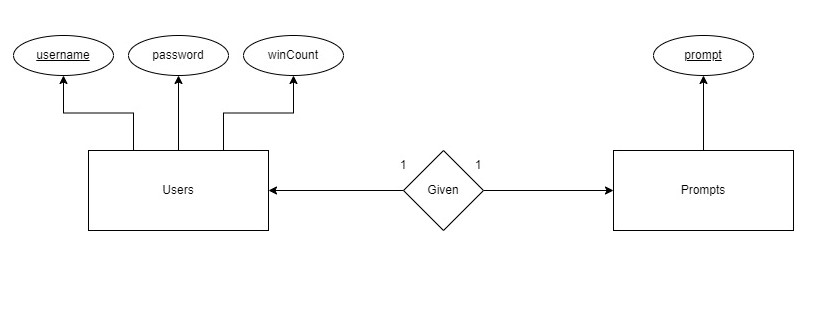 username
password
winCount
prompt
1
1
Users
Given
Prompts